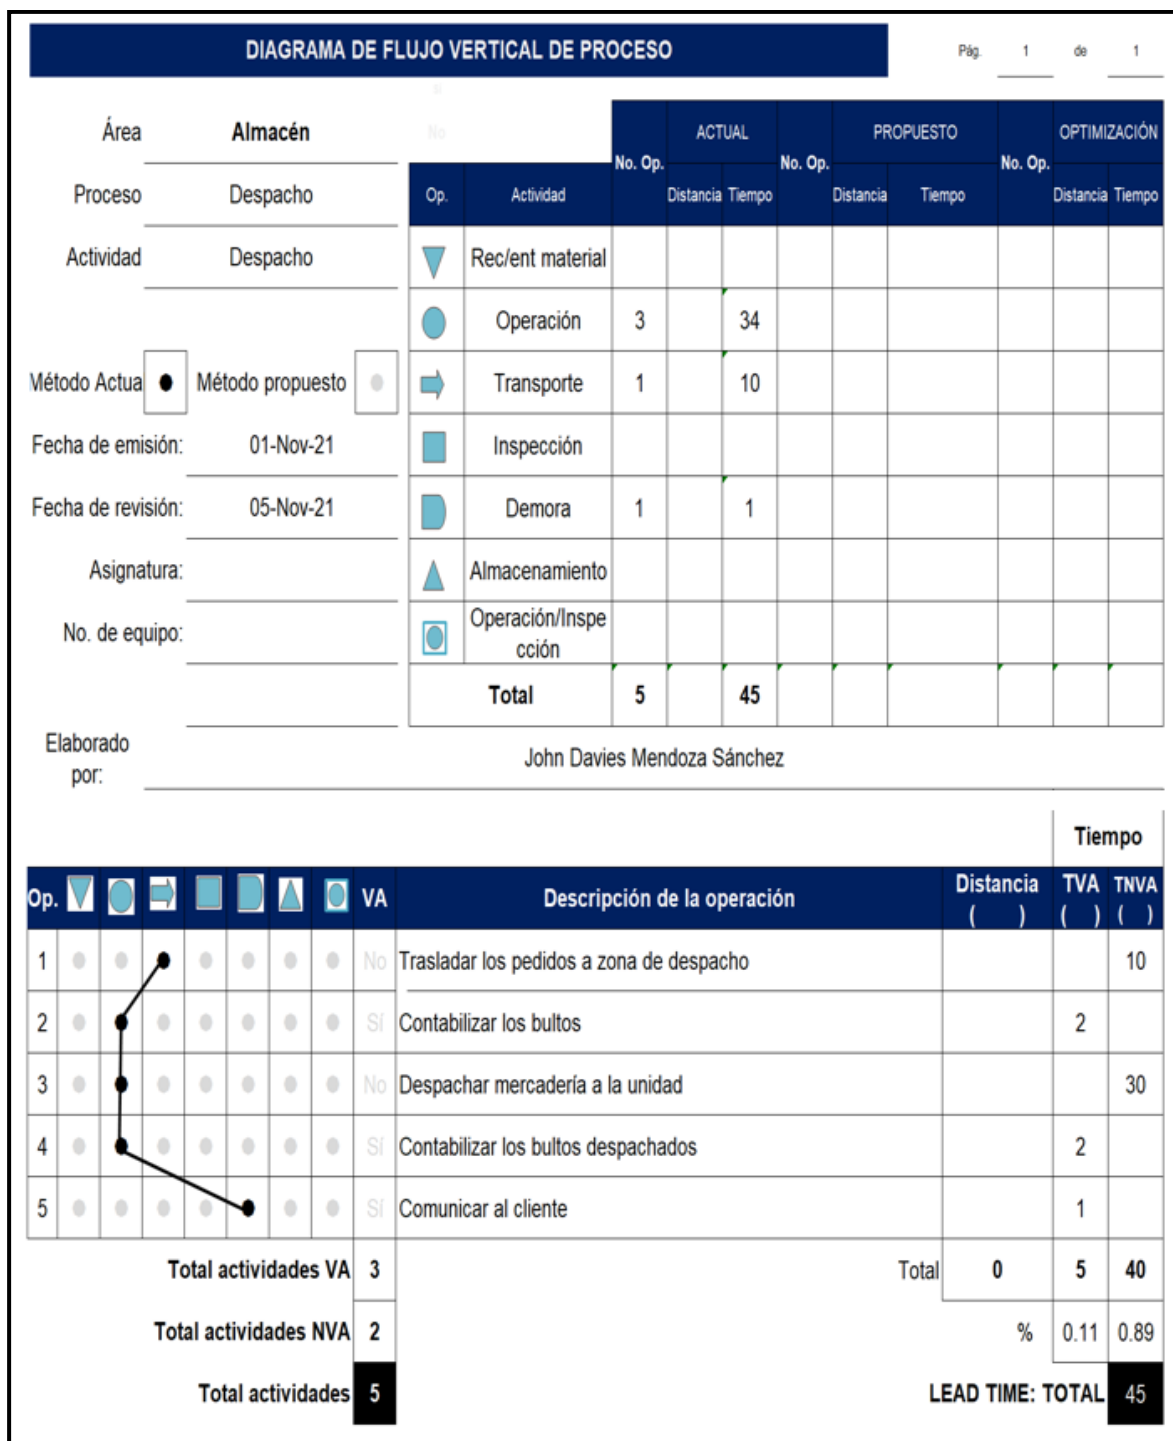 DIAGRAMA DE FLUJO VERTICAL DE PROCESO
Pág. 1 de 1
Área Almacén
No
Proceso Despacho
Actividad Despacho
Método Actua Método propuesto
Fecha de emisión: 01-Nov-21
Fecha de revisión: 05-Nov-21
Asignatura:
No. de equipo:
No. Op. ACTUAL No. Op. PROPUESTO No. Op. OPTIMIZACIÓN
Op. Actividad Distancia Tiempo Distancia Tiempo Distancia Tiempo
Rec/ent material
Operación 3 34
Transporte 1 10
Inspección
Demora 1 1
Almacenamiento
Operación/Inspe
cción
Total 5 45
Elaborado
por:
John Davies Mendoza Sánchez
Tiempo
Op. VA Descripción de la operación Distancia ( ) TVA ( ) TNVA ( )
1 No Trasladar los pedidos a zona de despacho 10
2 Sí Contabilizar los bultos 2
3 No Despachar mercadería a la unidad 30
4 Sí Contabilizar los bultos despachados 2
5 Sí Comunicar al cliente 1
Total actividades VA 3 Total 0 5 40
Total actividades NVA 2 % 0.11 0.89
Total actividades 5 LEAD TIME: TOTAL 45